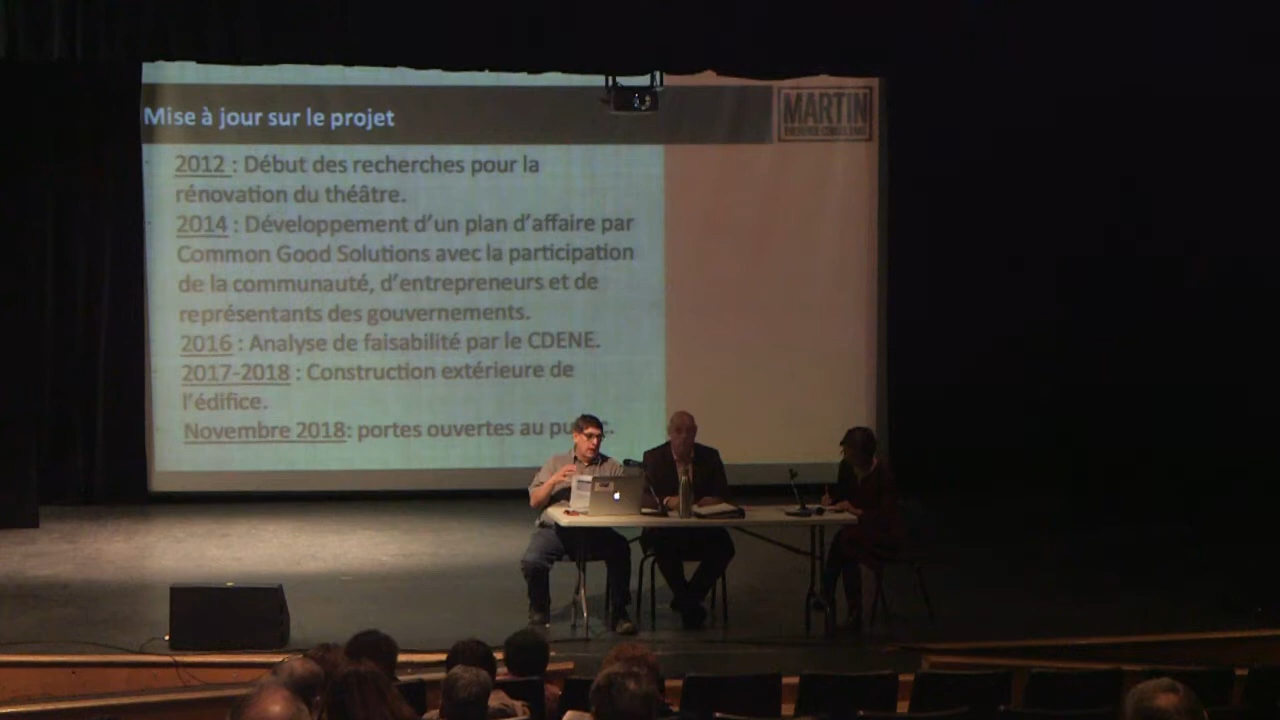 Mise à jour sur le projet
MARTIN
2012 : Début des recherches pour la
rénovation du théâtre.
2014 : Développement d'un plan d'affaire par
Common Good Solutions avec la participation
de la communauté, d'entrepreneurs et de
représentants des gouvernements.
2016 : Analyse de faisabilité par le CDENE.
2017-2018 : Construction extérieure de
l'édifice.
Novembre 2018: portes ouvertes au